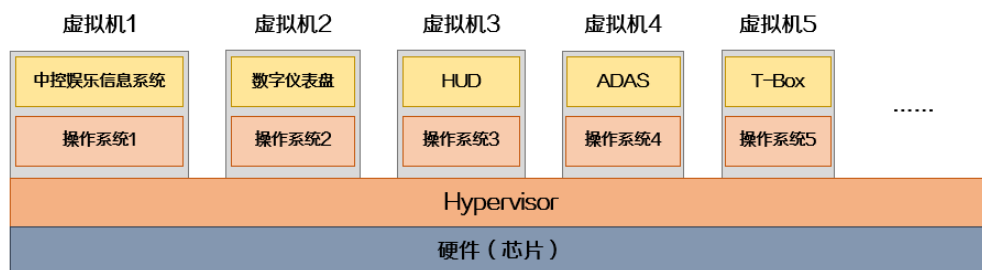 虚拟机1 虚拟机2 虚拟机3 虚拟机4 虚拟机5
中控娱乐信息系统 数字仪表盘 HUD ADAS T-Box
......
操作系统1 操作系统2 操作系统3 操作系统4 操作系统5
Hypervisor
硬件（芯片）